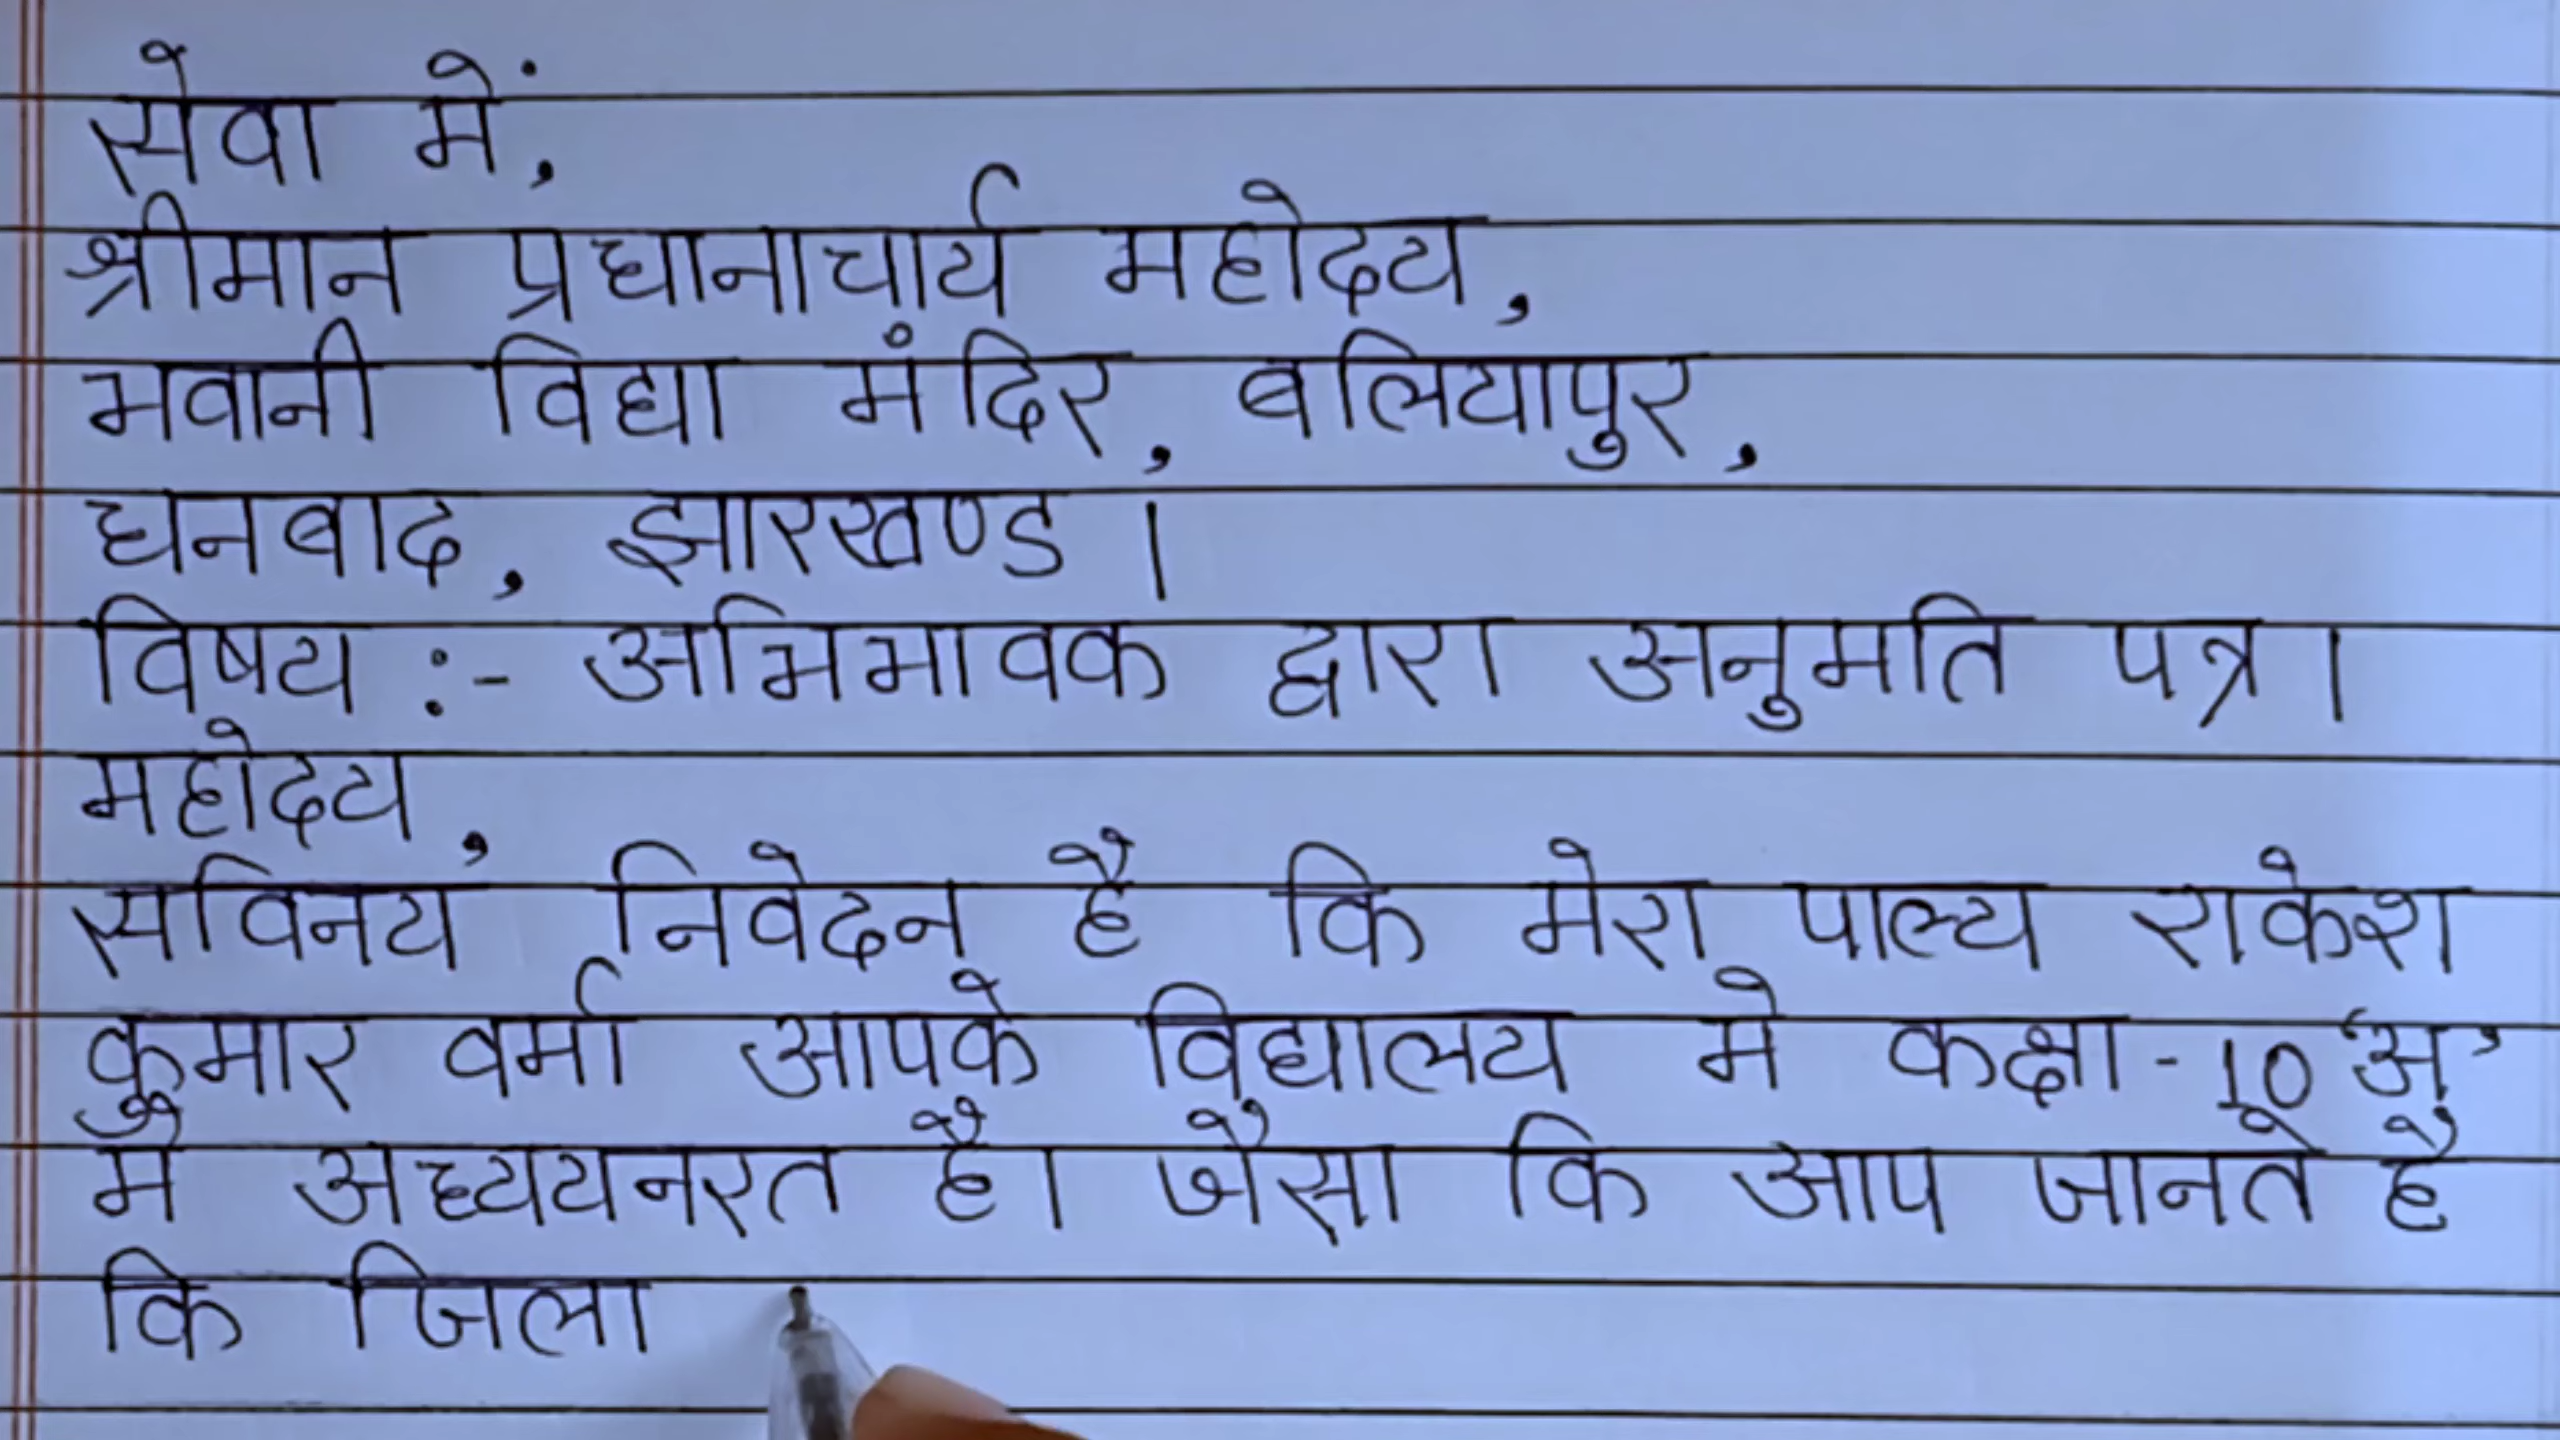 सेवा में,
श्रीमान प्रधानाचार्य महोदय,
भवानी विद्या मंदिर, बलियापुर,
धनबाद, झारखण्ड।
विषय :- अभिभावक द्वारा अनुमति पत्र।
महोदय,
सविनय निवेदन है कि मेरा पाल्य राकेश
कुमार वर्मा आपके विद्यालय मे कक्षा-10 ‘अ’
मे अध्ययनरत है। जैसा कि आप जानते है
कि जिला